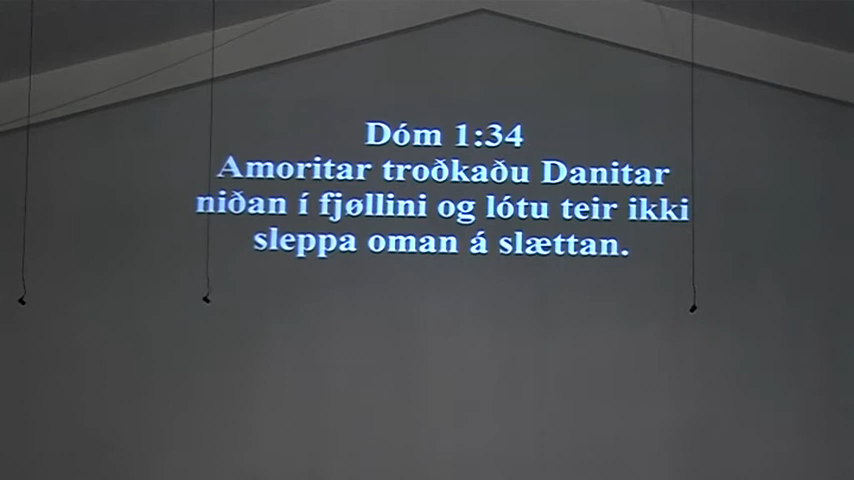 Dóm 1:34
Amoritar troðkaðu Danitar
niðan í fjøllini og lótu teir ikki
sleppa oman á slættan.